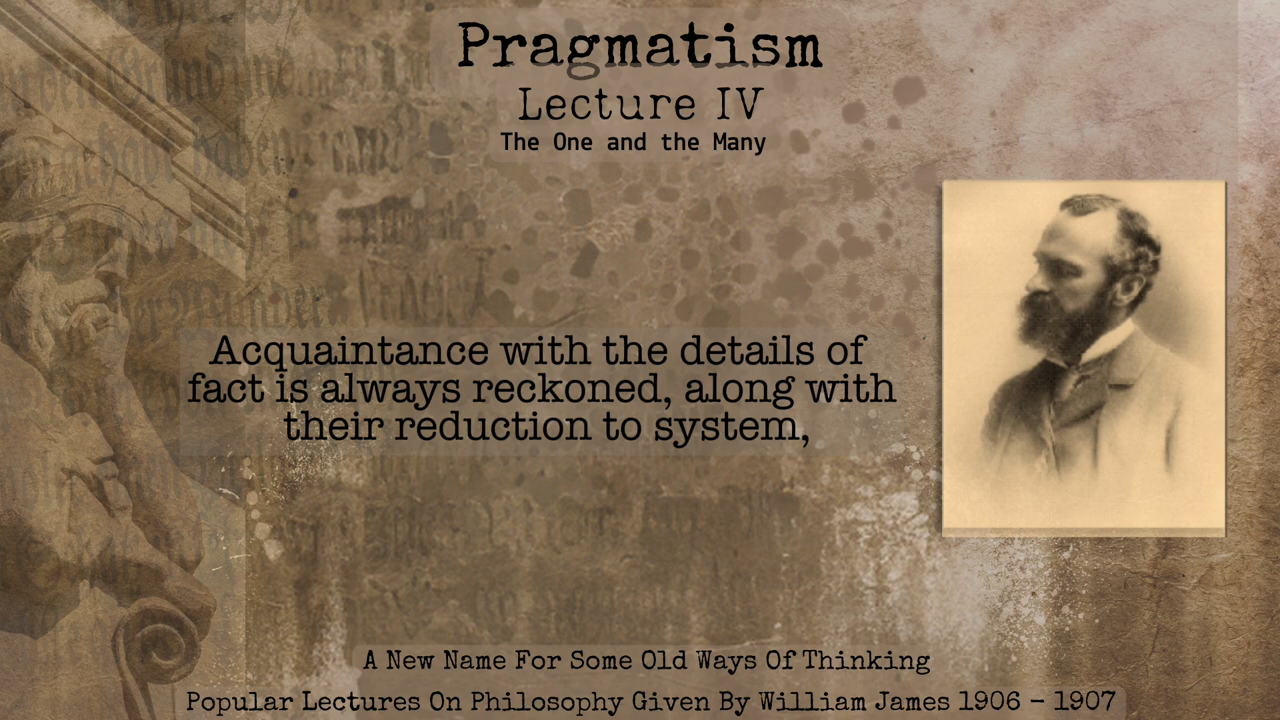 Pragmatism
Lecture IV
The One and the Many
Acquaintance with the details of
fact is always reckoned, along with
their reduction to system,
A New Name For Some Old Ways Of Thinking
Popular Lectures On Philosophy Given By William James 1906 - 1907